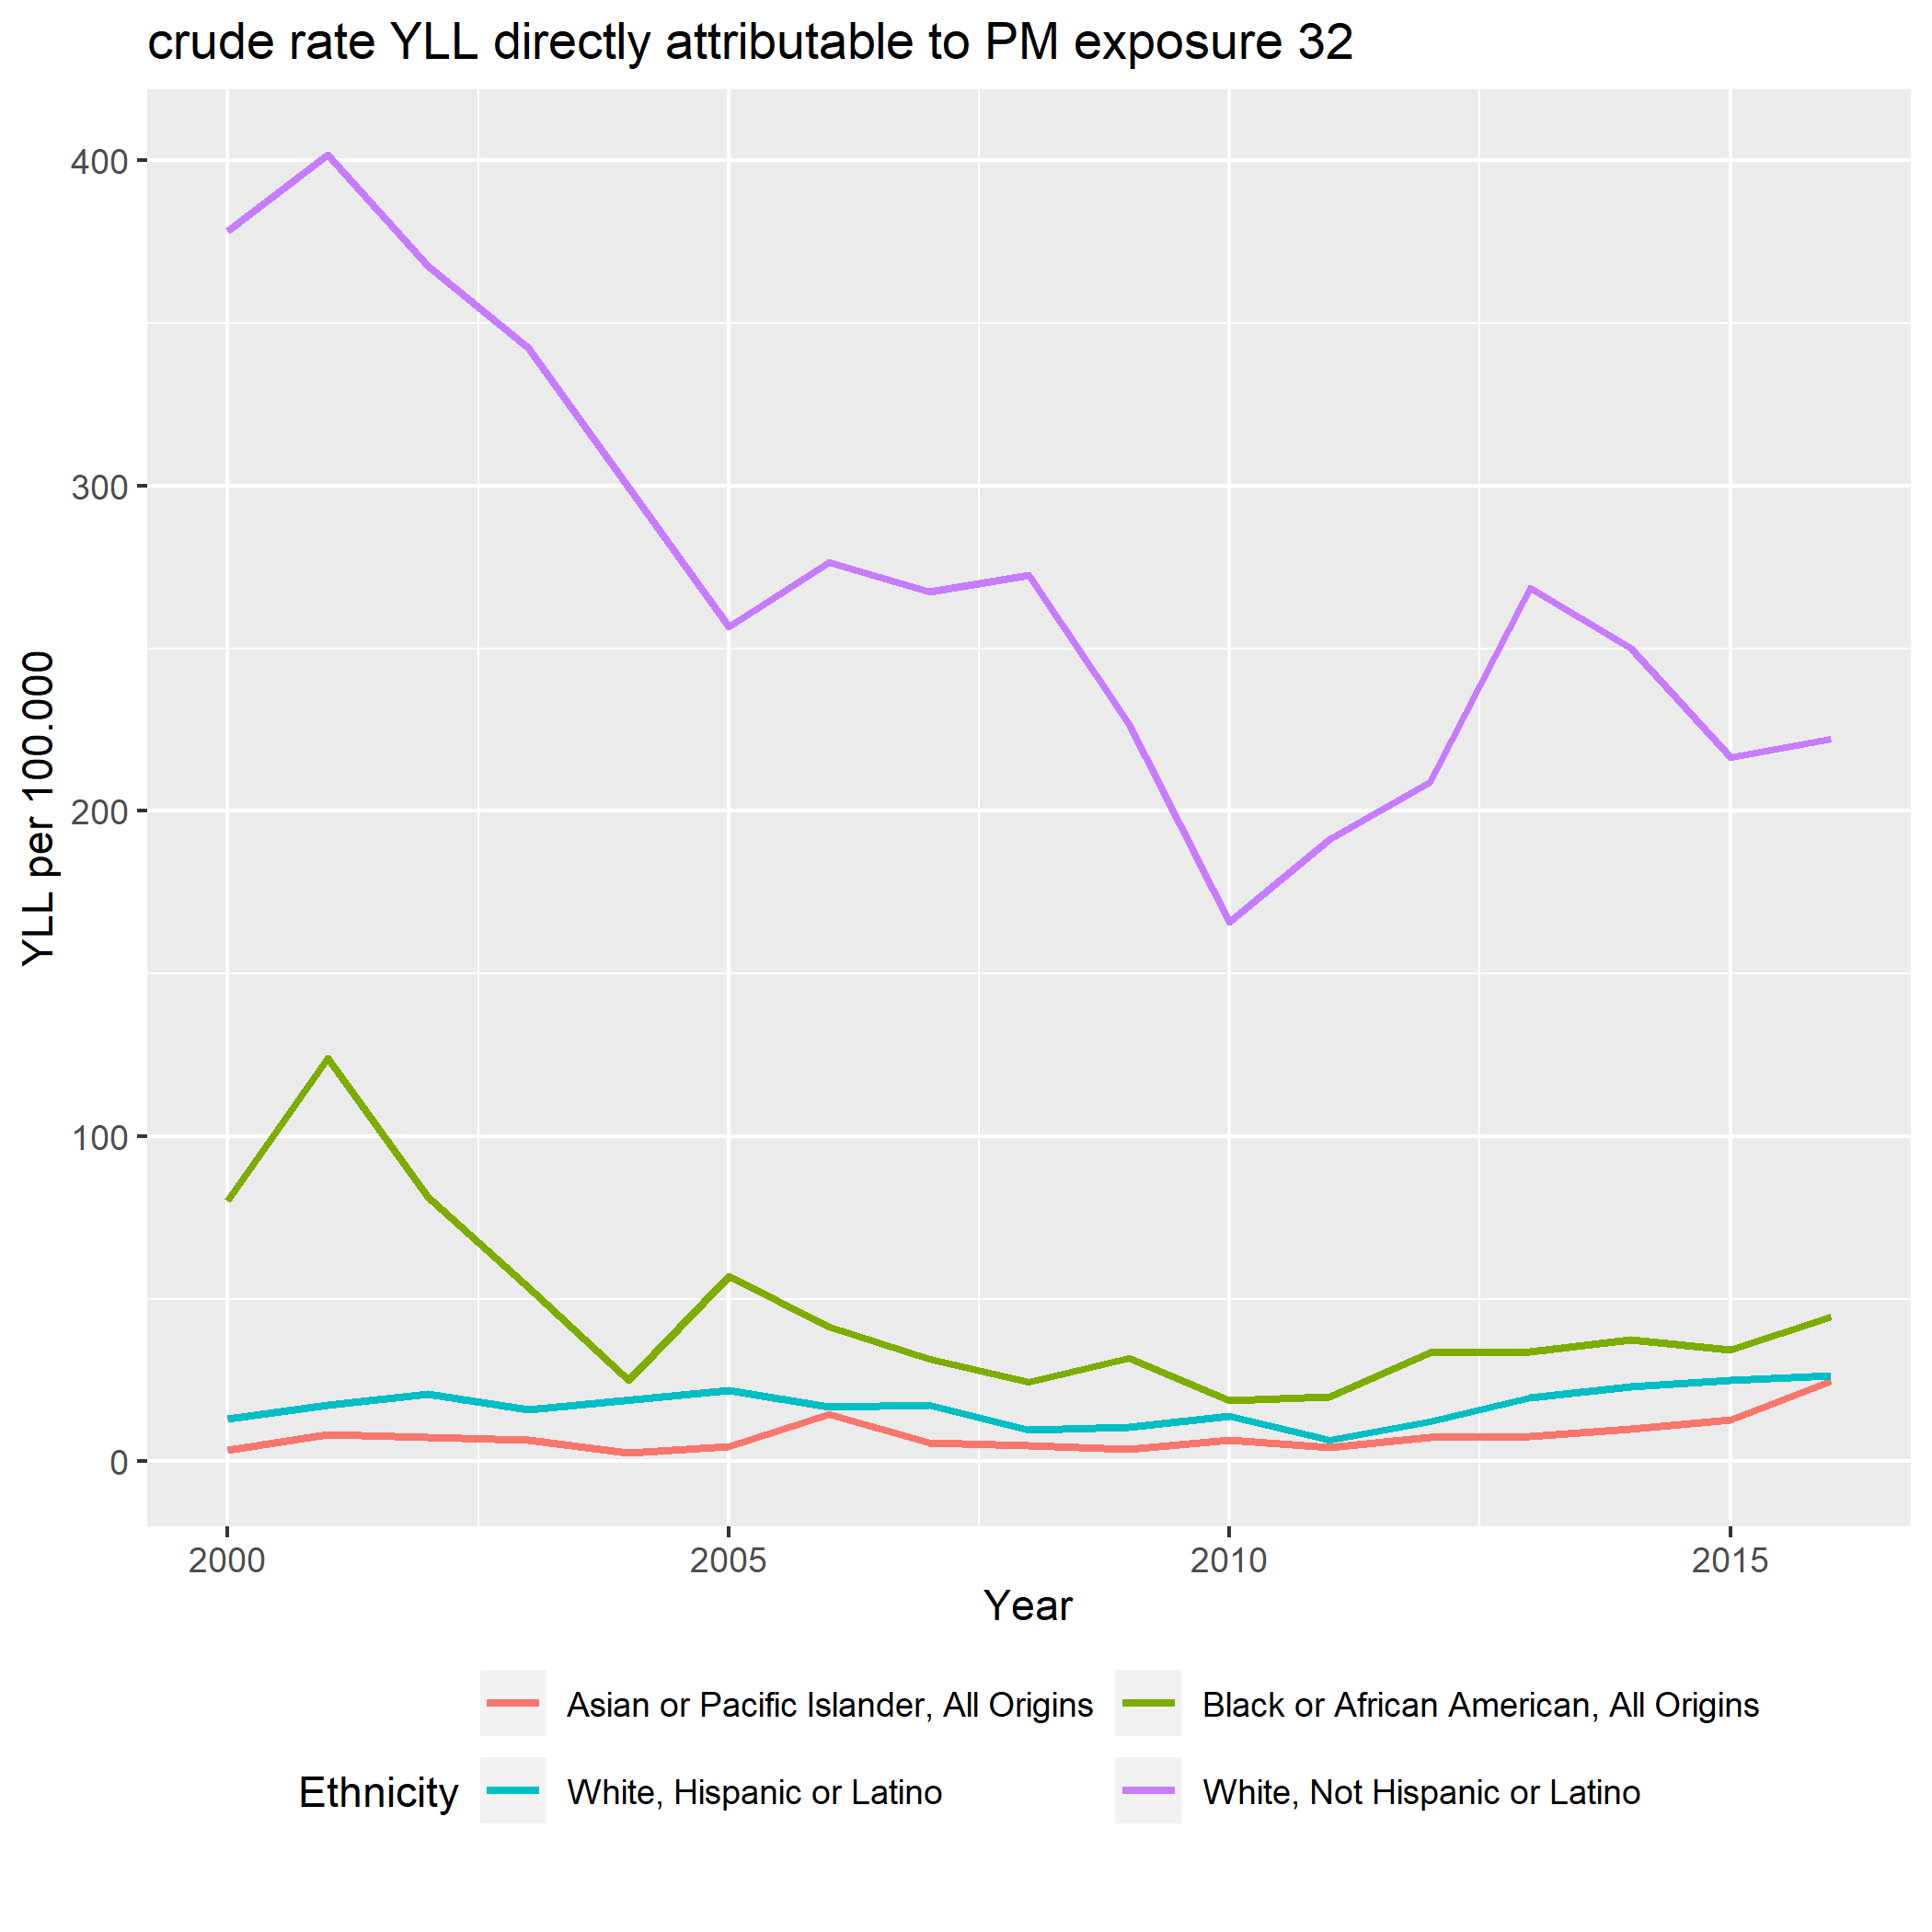 crude rate YLL directly attributable to PM exposure 32
YLL per 100.000
400
300
200
100
0
2000 2005 2010 2015
Year
Ethnicity
Asian or Pacific Islander, All Origins
Black or African American, All Origins
White, Hispanic or Latino
White, Not Hispanic or Latino